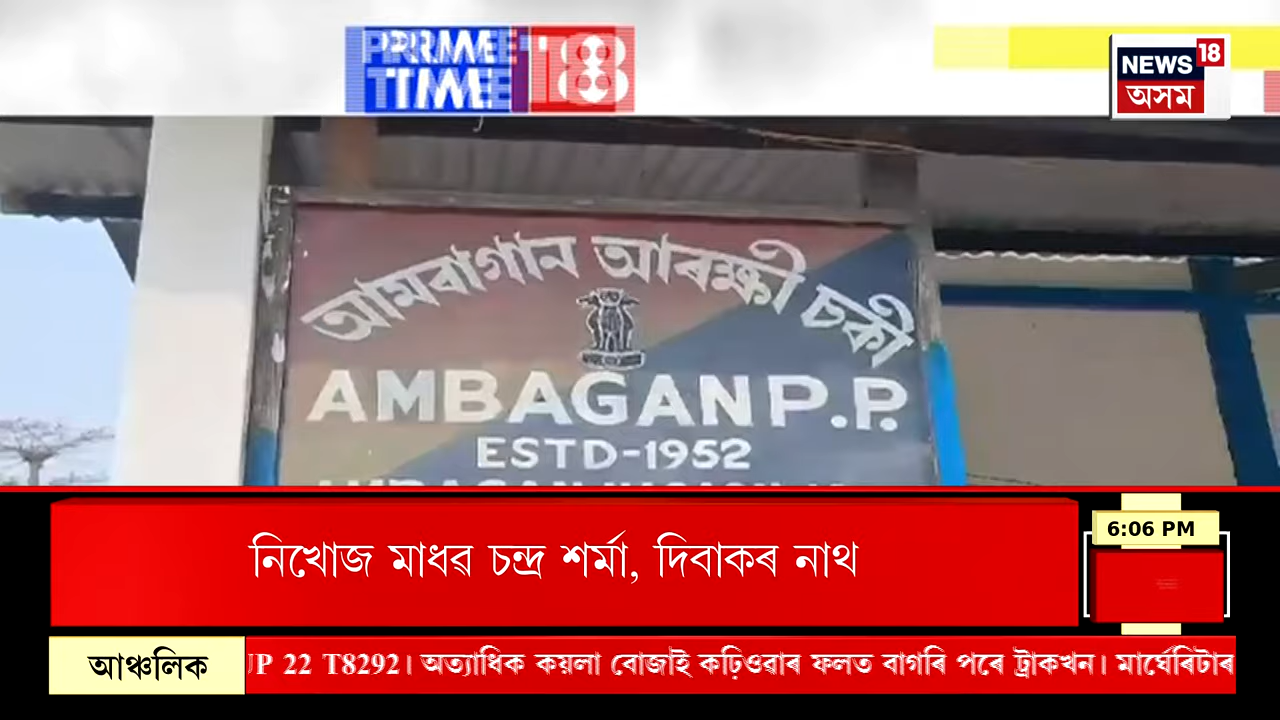 PRIME
TIME 18
NEWS 18
অসম
আমবাগান আৰক্ষী চকী
AMBAGAN P.P.
ESTD-1952
নিখোজ মাধৱ চন্দ্ৰ শৰ্মা, দিবাকৰ নাথ
6:06 PM
আঞ্চলিক
UP 22 T8292। অত্যাধিক কয়লা বোজাই কঢ়িওৱাৰ ফলত বাগৰি পৰে ট্ৰাকখন। মাৰ্ঘেৰিটাৰ